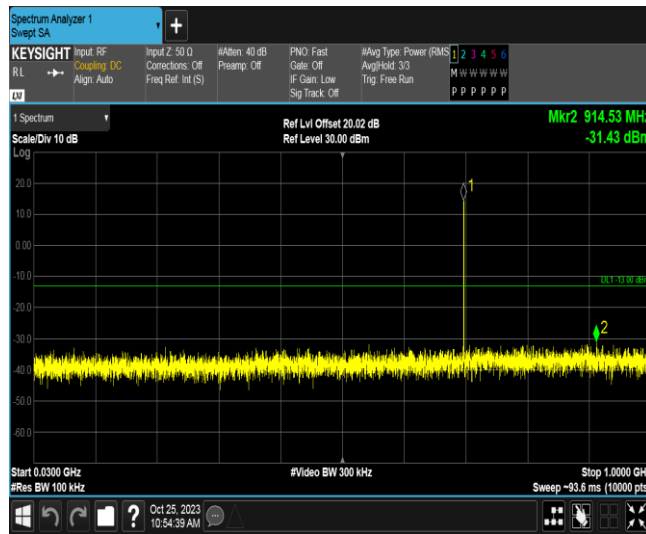 Spectrum Analyzer 1
Swept SA
+
KEYSIGHT Input: RF Input Z: 50 Ω #Atten: 40 dB PNO: Fast #Avg Type: Power (RMS 1 2 3 4 5 6
RL Coupling: DC Corrections: Off Preamp: Off Gate: Off Avg|Hold: 3/3 M W W W W W
Align: Auto Freq Ref: Int (S) IF Gain: Low Trig: Free Run P P P P P P
LXI Sig Track: Off
1 Spectrum Ref Lvl Offset 20.02 dB Mkr2 914.53 MHz
Scale/Div 10 dB Ref Level 30.00 dBm -31.43 dBm
Log
1
20.0
10.0
0.00
-10.0
DL1 -13.00 dBm
-20.0
-30.0 2
-40.0
-50.0
-60.0
Start 0.0300 GHz #Video BW 300 kHz Stop 1.0000 GH
#Res BW 100 kHz Sweep ~93.6 ms (10000 pts
? Oct 25, 2023
10:54:39 AM